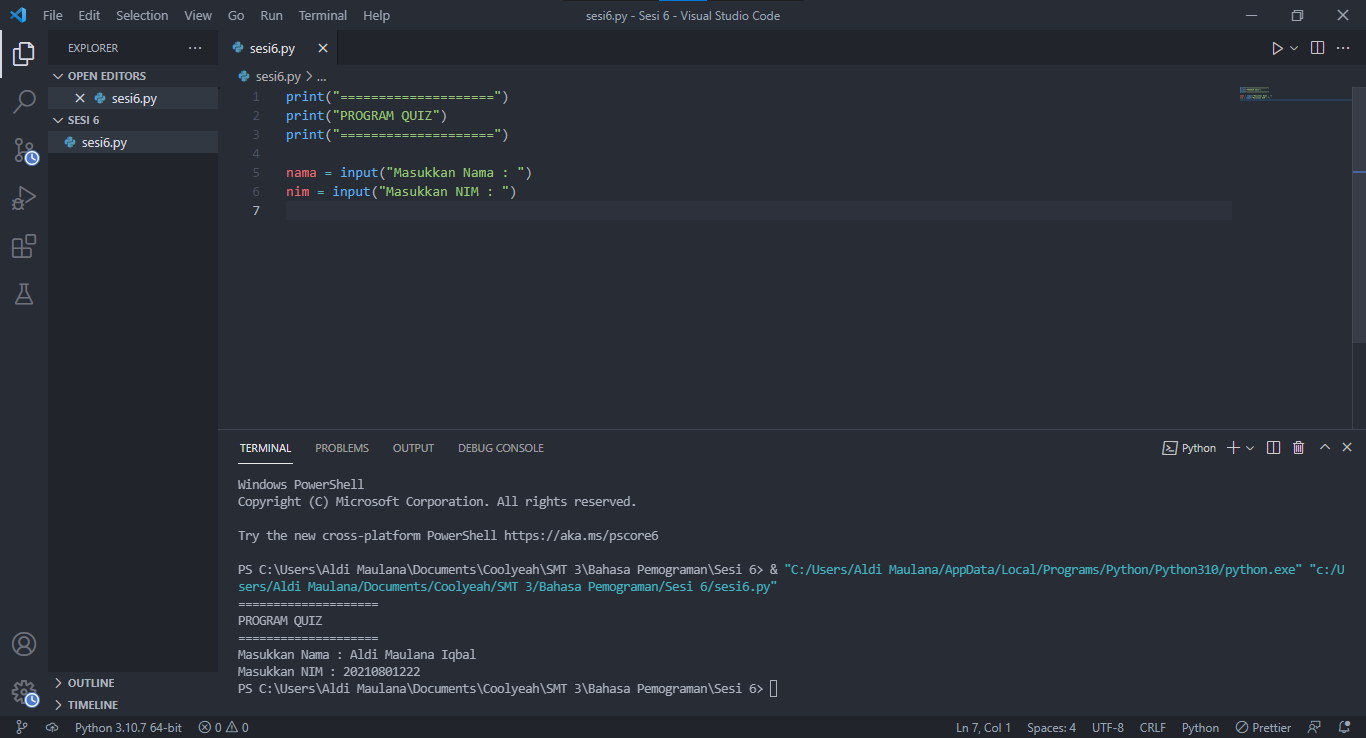 File Edit Selection View Go Run Terminal Help sesi6.py - Sesi 6 - Visual Studio Code
EXPLORER
OPEN EDITORS
sesi6.py
SESI 6
sesi6.py
OUTLINE
TIMELINE
sesi6.py
sesi6.py > ...
1 print("====================")
2 print("PROGRAM QUIZ")
3 print("====================")
4
5 nama = input("Masukkan Nama : ")
6 nim = input("Masukkan NIM : ")
7
TERMINAL PROBLEMS OUTPUT DEBUG CONSOLE Python
Windows PowerShell
Copyright (C) Microsoft Corporation. All rights reserved.
Try the new cross-platform PowerShell https://aka.ms/pscore6
PS C:\Users\Aldi Maulana\Documents\Coolyeah\SMT 3\Bahasa Pemograman\Sesi 6> & "C:/Users/Aldi Maulana/AppData/Local/Programs/Python/Python310/python.exe" "c:/U
sers/Aldi Maulana/Documents/Coolyeah/SMT 3/Bahasa Pemograman/Sesi 6/sesi6.py"
====================
PROGRAM QUIZ
====================
Masukkan Nama : Aldi Maulana Iqbal
Masukkan NIM : 20210801222
PS C:\Users\Aldi Maulana\Documents\Coolyeah\SMT 3\Bahasa Pemograman\Sesi 6>
Python 3.10.7 64-bit 0 0 Ln 7, Col 1 Spaces: 4 UTF-8 CRLF Python Prettier